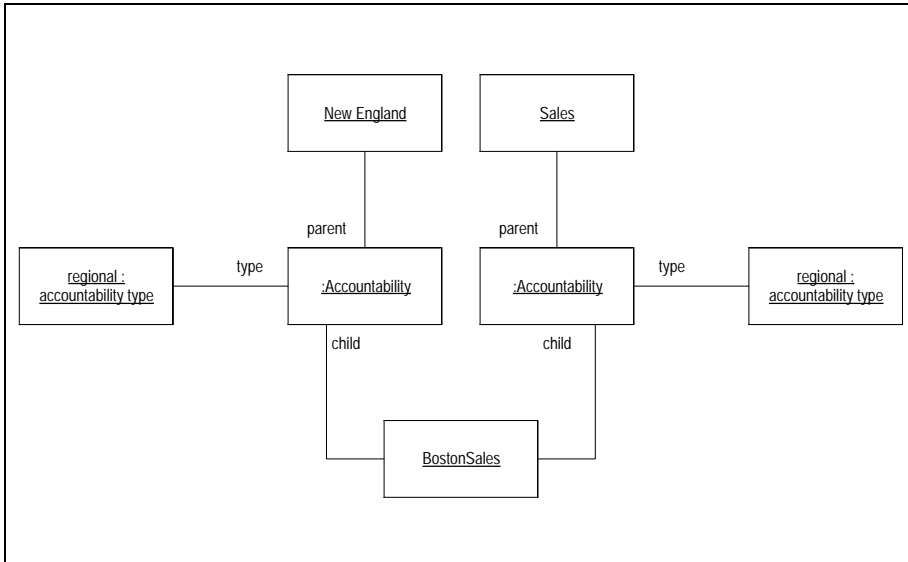 New England
Sales
parent
parent
regional :
accountability type
type
:Accountability
:Accountability
type
regional :
accountability type
child
child
BostonSales